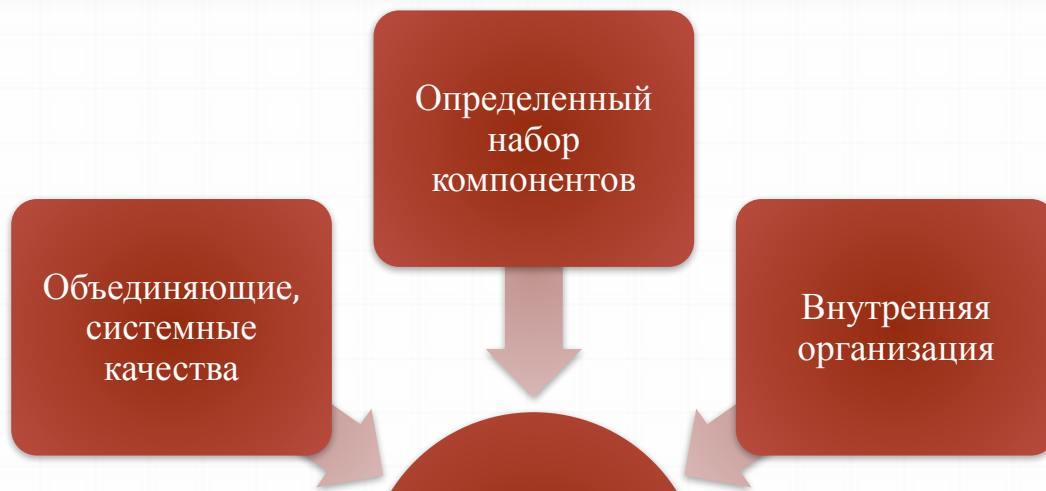 Определенный
набор
компонентов
Объединяющие,
системные
качества
Внутренняя
организация